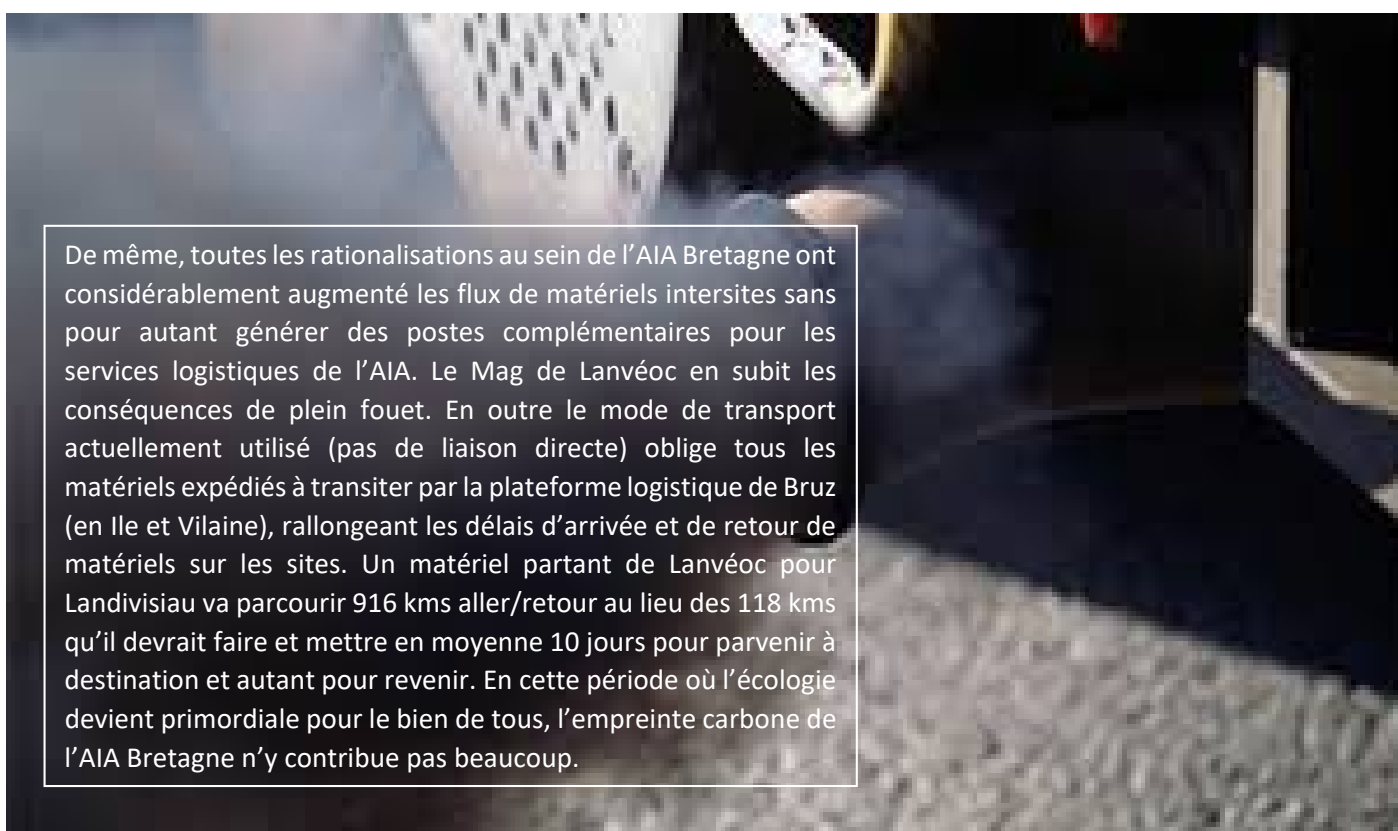 De même, toutes les rationalisations au sein de l’AIA Bretagne ont
considérablement augmenté les flux de matériels intersites sans
pour autant générer des postes complémentaires pour les
services logistiques de l’AIA. Le Mag de Lanvéoc en subit les
conséquences de plein fouet. En outre le mode de transport
actuellement utilisé (pas de liaison directe) oblige tous les
matériels expédiés à transiter par la plateforme logistique de Bruz
(en Ile et Vilaine), rallongeant les délais d’arrivée et de retour de
matériels sur les sites. Un matériel partant de Lanvéoc pour
Landivisiau va parcourir 916 kms aller/retour au lieu des 118 kms
qu’il devrait faire et mettre en moyenne 10 jours pour parvenir à
destination et autant pour revenir. En cette période où l’écologie
devient primordiale pour le bien de tous, l’empreinte carbone de
l’AIA Bretagne n’y contribue pas beaucoup.